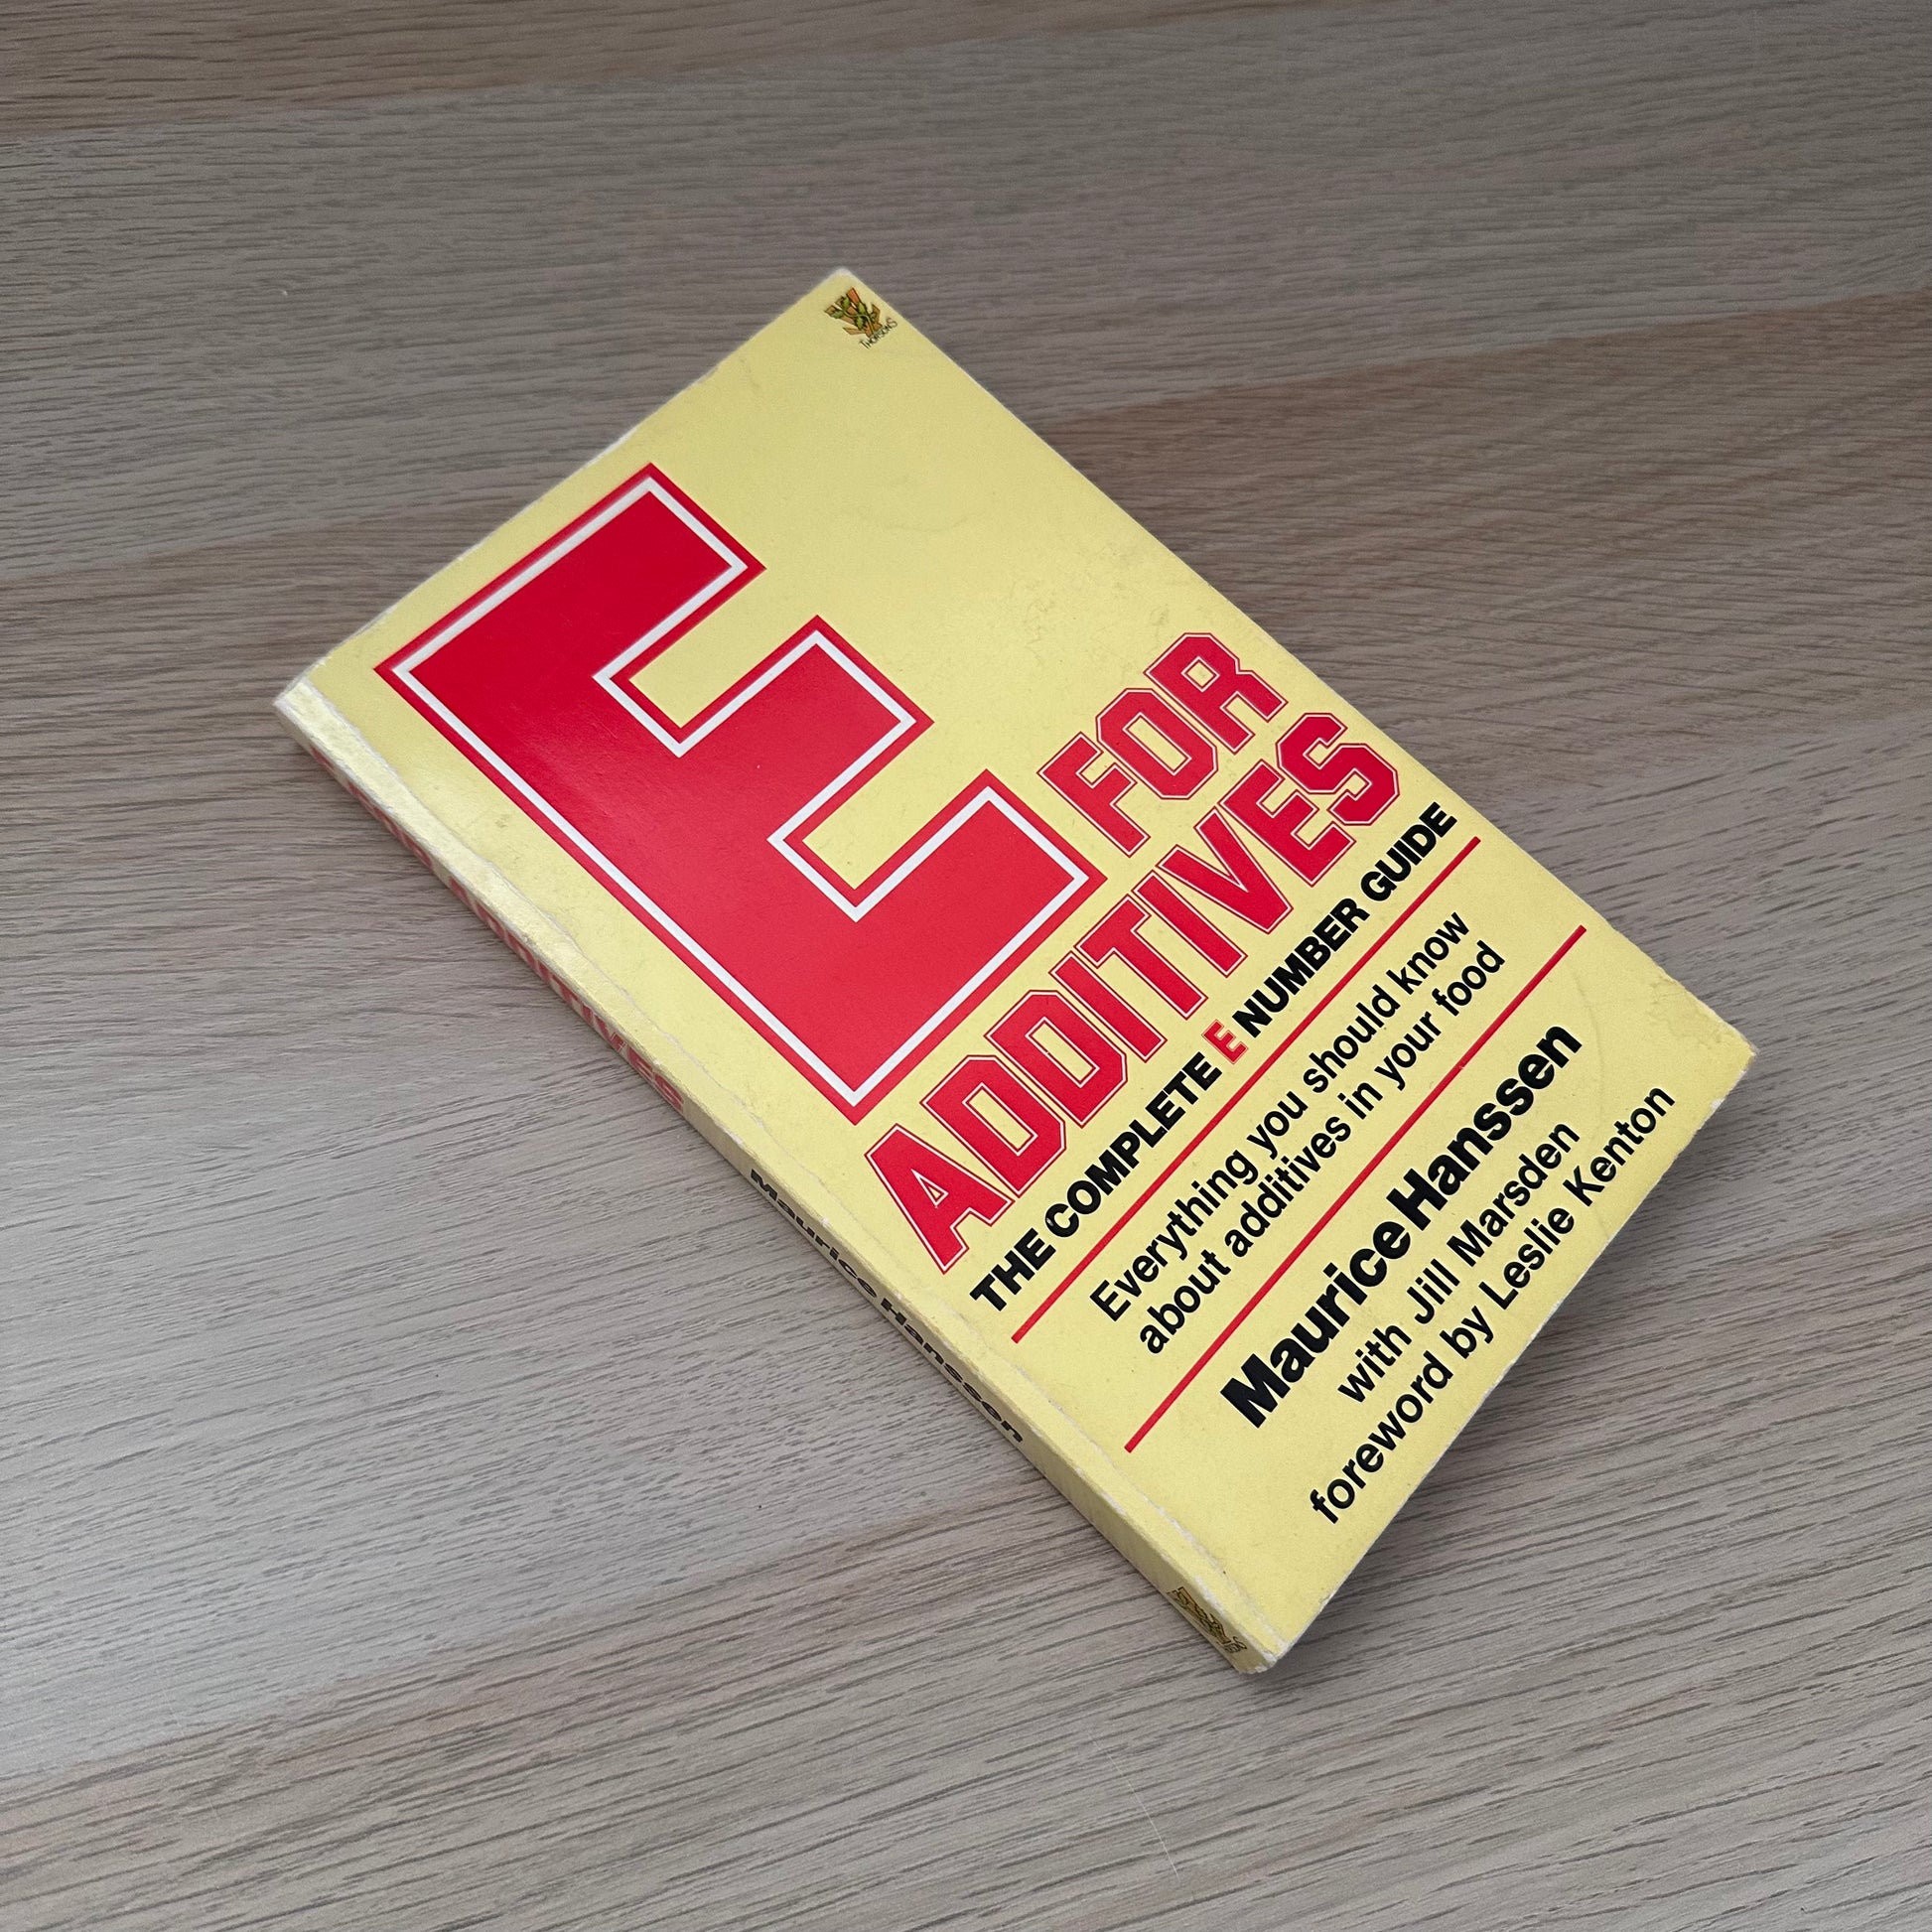 THORSONS
E
FOR
ADDITIVES
THE COMPLETE E NUMBER GUIDE
Everything you should know
about additives in your food
Maurice Hanssen
with Jill Marsden
foreword by Leslie Kenton
Maurice Hanssen